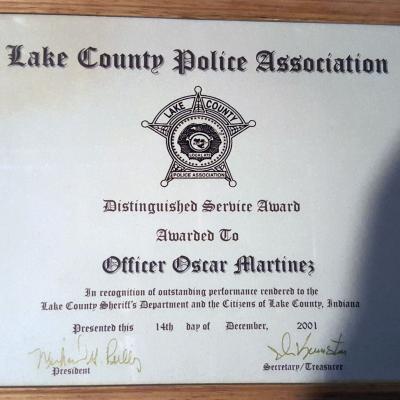 Lake County Police Association
LAKE COUNTY
POLICE ASSOCIATION
Distinguished Service Award
Awarded To
Officer Oscar Martinez
In recognition of outstanding performance rendered to the
Lake County Sheriff's Department and the Citizens of Lake County, Indiana
Presented this 14th day of December, 2001
President Secretary/Treasurer